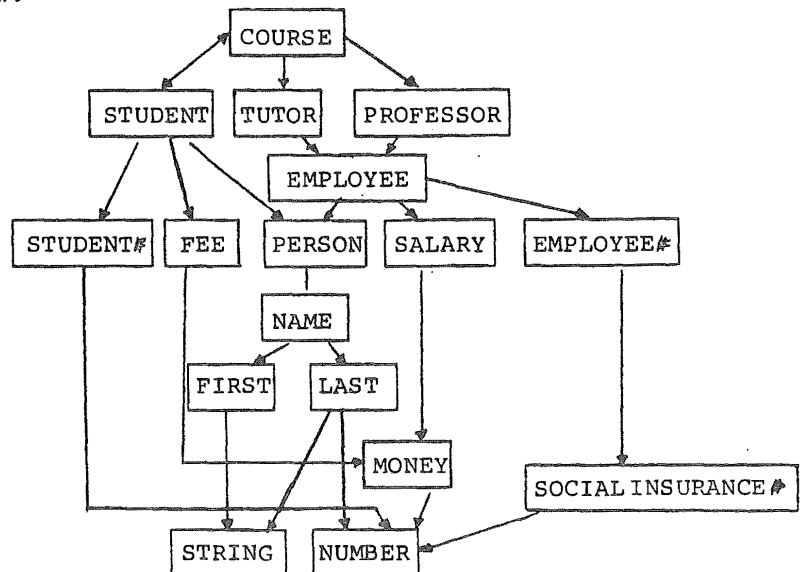 COURSE
STUDENT TUTOR PROFESSOR
EMPLOYEE
STUDENT# FEE PERSON SALARY EMPLOYEE#
NAME
FIRST LAST
MONEY
SOCIAL INSURANCE#
STRING NUMBER